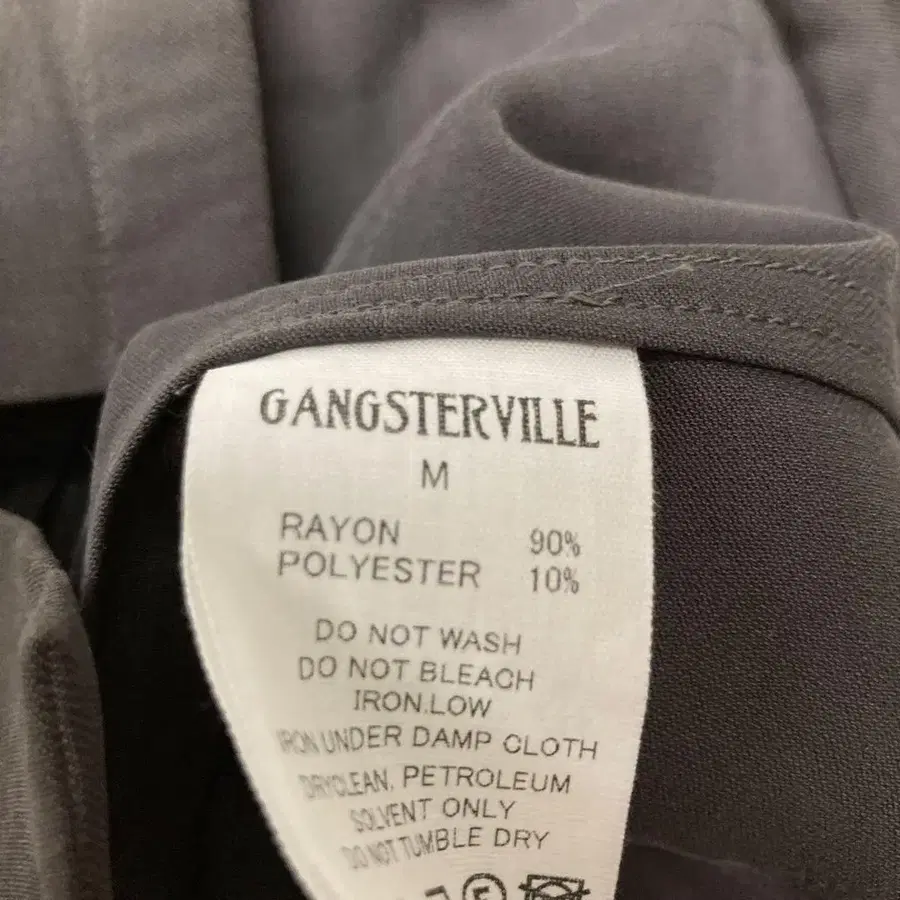 GANGSTERVILLE
M
RAYON 90%
POLYESTER 10%
DO NOT WASH
DO NOT BLEACH
IRON.LOW
IRON UNDER DAMP CLOTH
DRYCLEAN, PETROLEUM
SOLVENT ONLY
DO NOT TUMBLE DRY